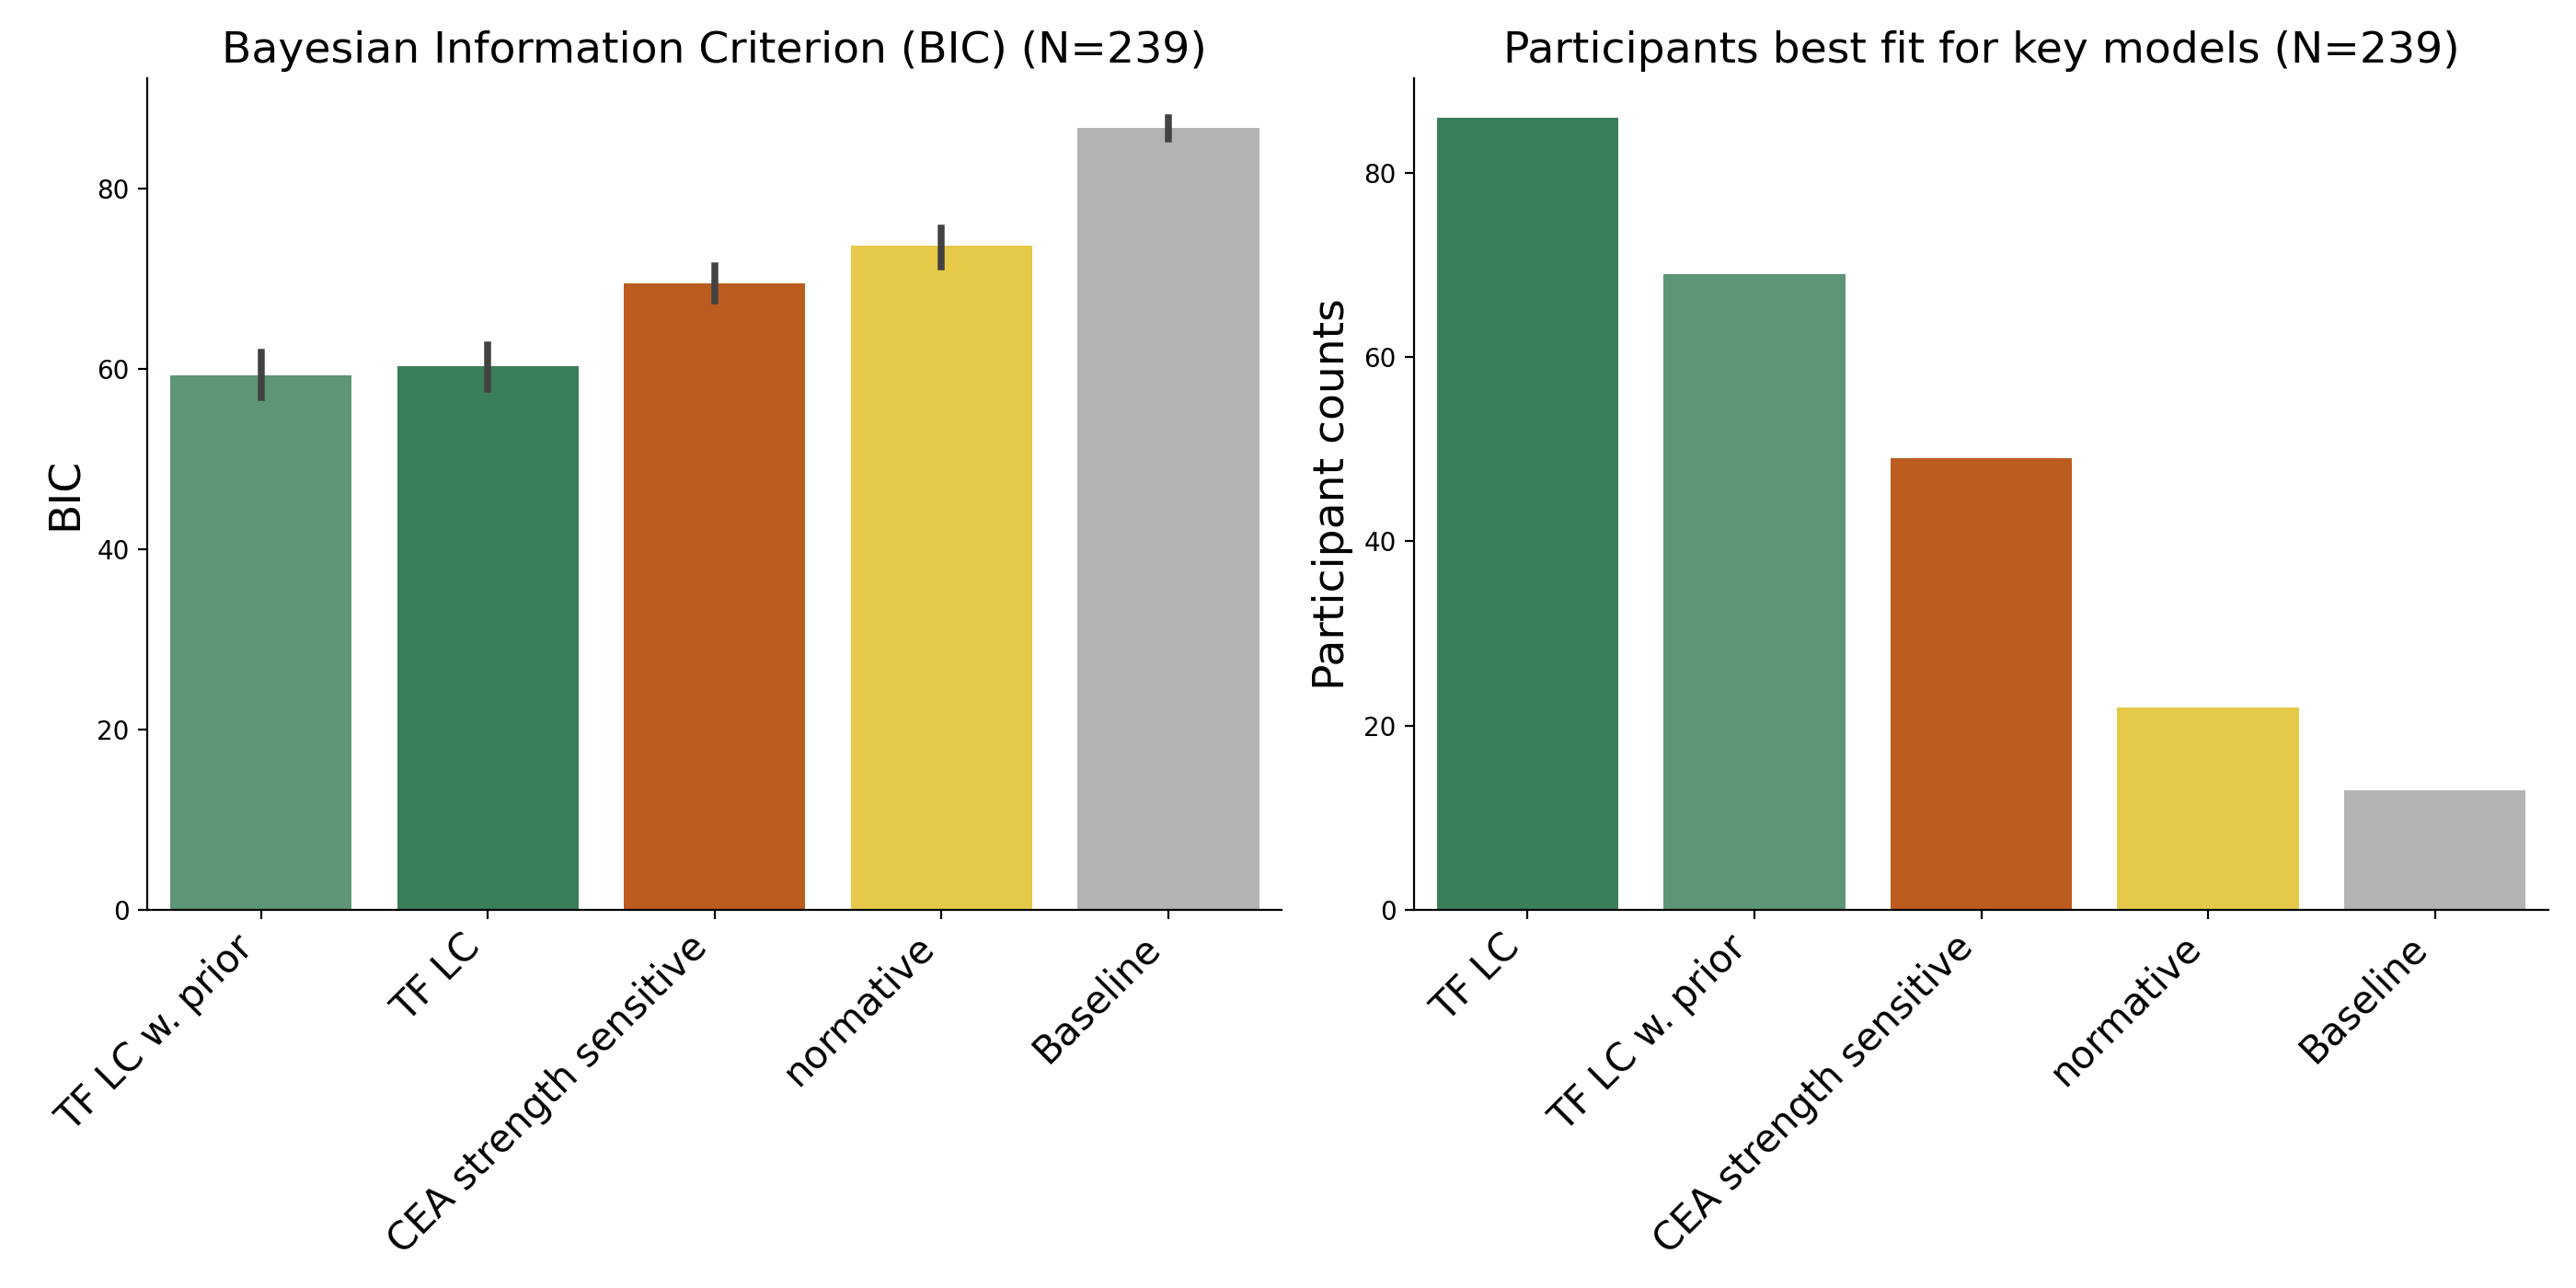 Bayesian Information Criterion (BIC) (N=239)
BIC
80
60
40
20
0
TF LC w. prior
TF LC
CEA strength sensitive
normative
Baseline
Participants best fit for key models (N=239)
Participant counts
80
60
40
20
0
TF LC
TF LC w. prior
CEA strength sensitive
normative
Baseline